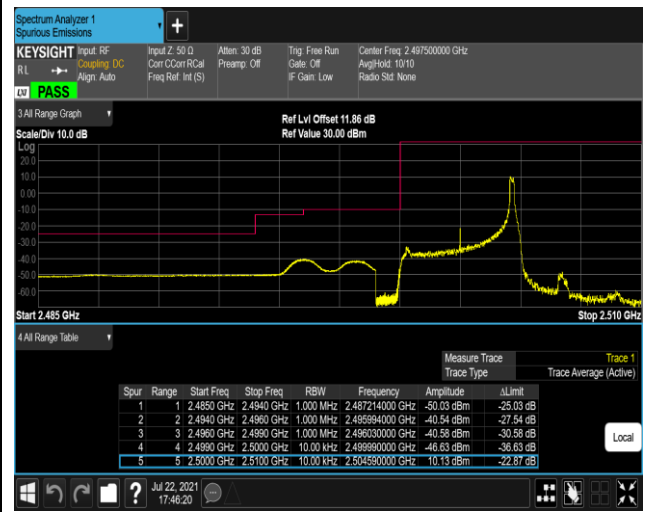 Spectrum Analyzer 1
Spurious Emissions
+
KEYSIGHT Input: RF Input Z: 50 Ω Atten: 30 dB Trig: Free Run Center Freq: 2.497500000 GHz
RL Coupling: DC Corr CCorr RCal Preamp: Off Gate: Off Avg|Hold: 10/10
Align: Auto Freq Ref: Int (S) IF Gain: Low Radio Std: None
LXI PASS
3 All Range Graph
Ref Lvl Offset 11.86 dB
Scale/Div 10.0 dB Ref Value 30.00 dBm
Log
20.0
10.0
0.00
-10.0
-20.0
-30.0
-40.0
-50.0
-60.0
Start 2.485 GHz Stop 2.510 GHz
4 All Range Table
Measure Trace Trace 1
Trace Type Trace Average (Active)
Spur Range Start Freq Stop Freq RBW Frequency Amplitude ΔLimit
1 1 2.4850 GHz 2.4940 GHz 1.000 MHz 2.487214000 GHz -50.03 dBm -25.03 dB
2 2 2.4940 GHz 2.4960 GHz 1.000 MHz 2.495994000 GHz -40.54 dBm -27.54 dB
3 3 2.4960 GHz 2.4990 GHz 1.000 MHz 2.496030000 GHz -40.58 dBm -30.58 dB
4 4 2.4990 GHz 2.5000 GHz 10.00 kHz 2.499990000 GHz -46.63 dBm -36.63 dB
5 5 2.5000 GHz 2.5100 GHz 10.00 kHz 2.504590000 GHz 10.13 dBm -22.87 dB
Local
? Jul 22, 2021
17:46:20